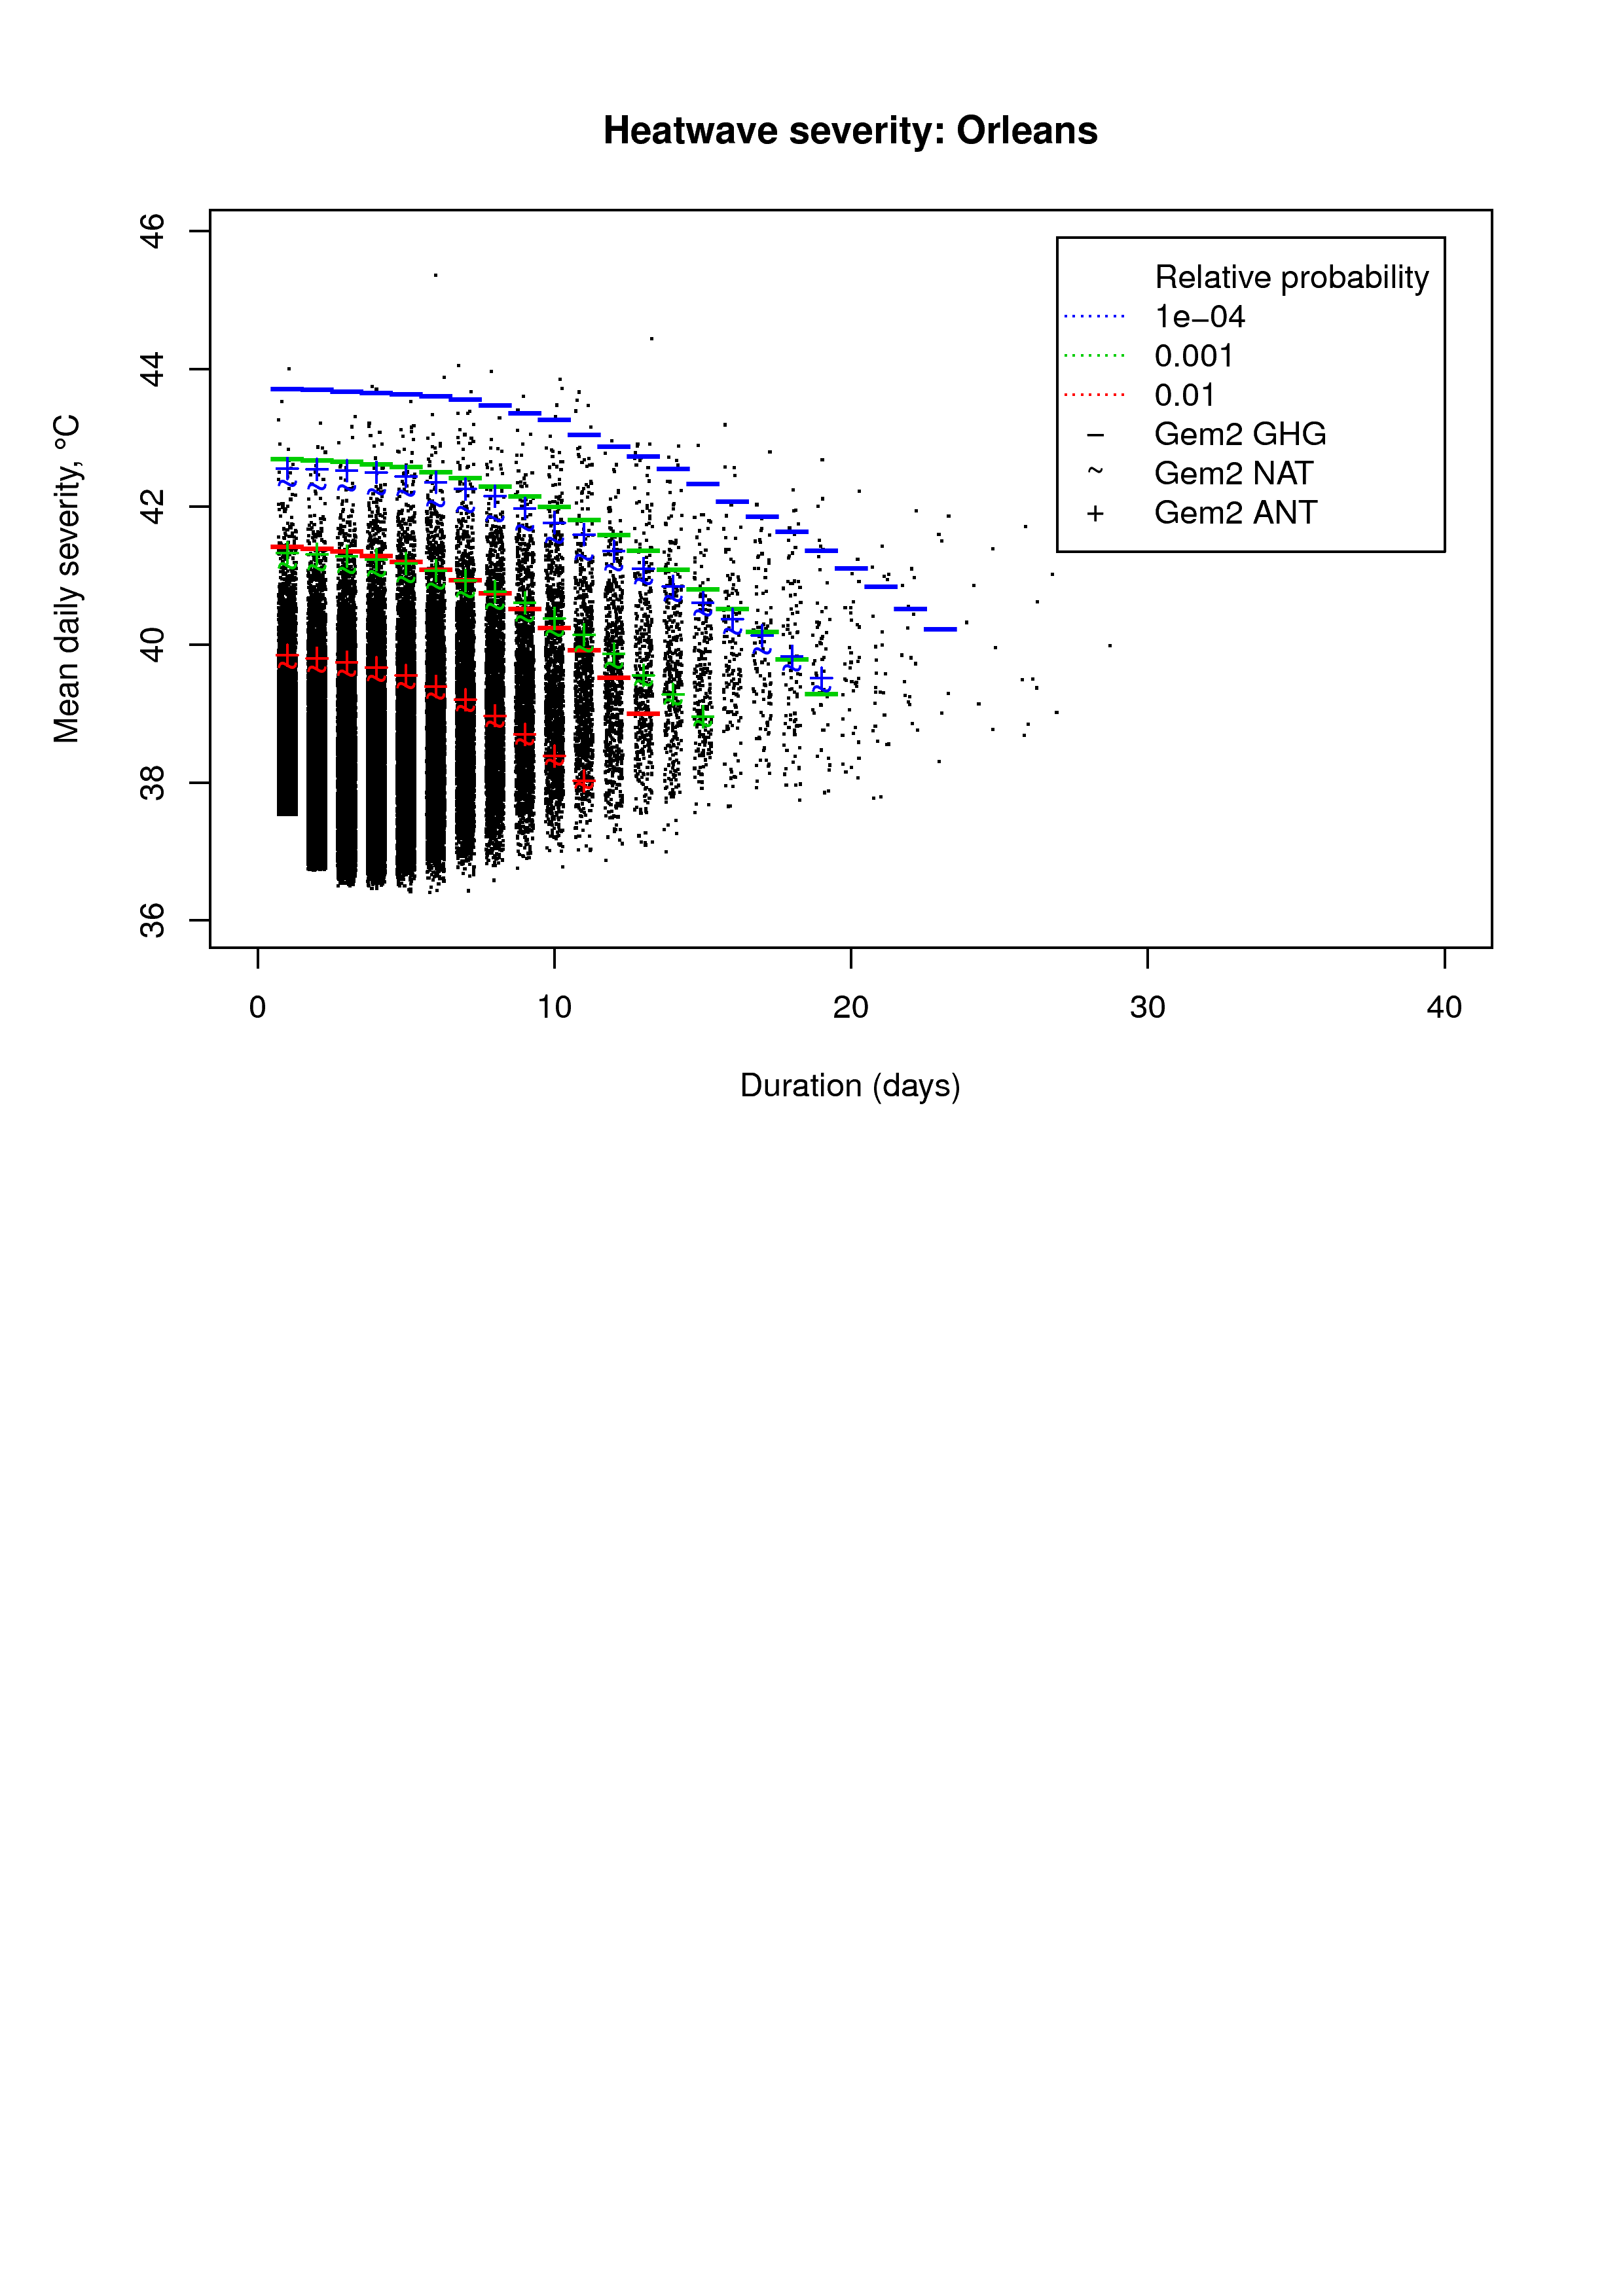 Heatwave severity: Orleans
46
44
42
40
38
36
Mean daily severity, °C
Relative probability
1e−04
0.001
0.01
− Gem2 GHG
~ Gem2 NAT
+ Gem2 ANT
0 10 20 30 40
Duration (days)